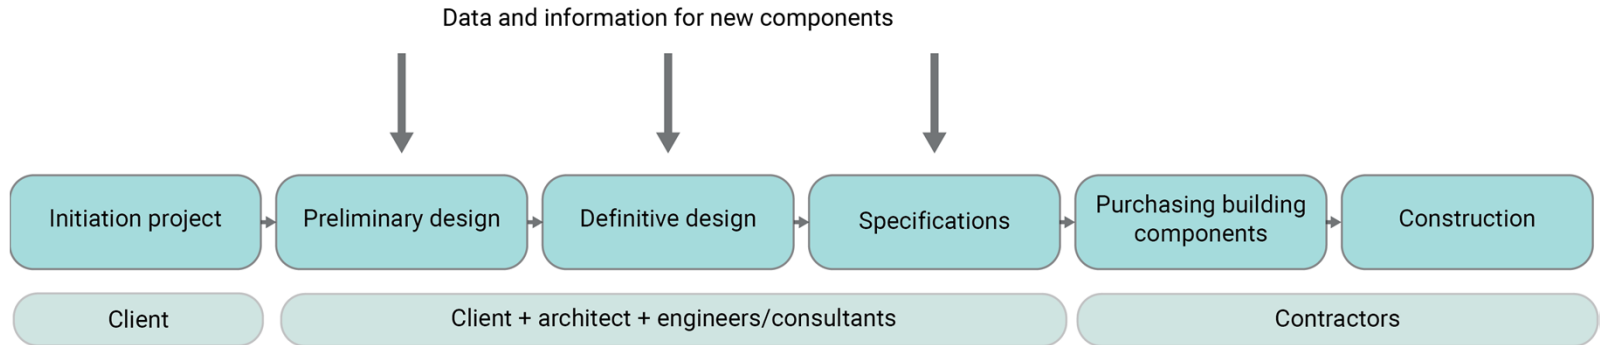 Data and information for new components
Initiation project
Preliminary design
Definitive design
Specifications
Purchasing building
components
Construction
Client
Client + architect + engineers/consultants
Contractors